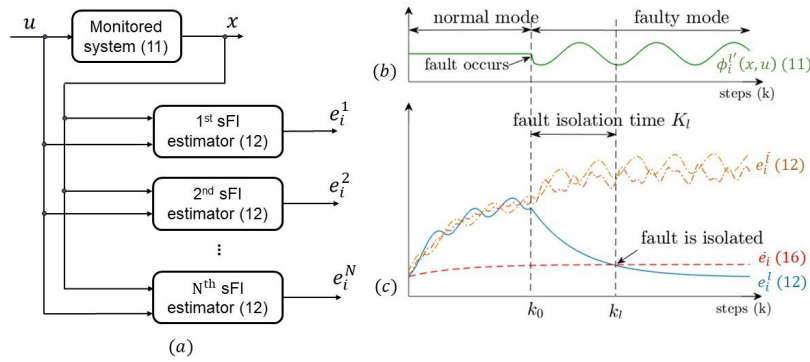 u
Monitored
system (11)
x
1ˢᵗ sFI
estimator (12)
e_i^1
2ⁿᵈ sFI
estimator (12)
e_i^2
⋮
Nᵗʰ sFI
estimator (12)
e_i^N
(a)
normal mode
faulty mode
(b)
fault occurs
ϕ_i^{l'}(x, u) (11)
steps (k)
fault isolation time K_l
e_i^{l̄} (12)
fault is isolated
ē_i (16)
e_i^l (12)
(c)
k_0
k_l
steps (k)